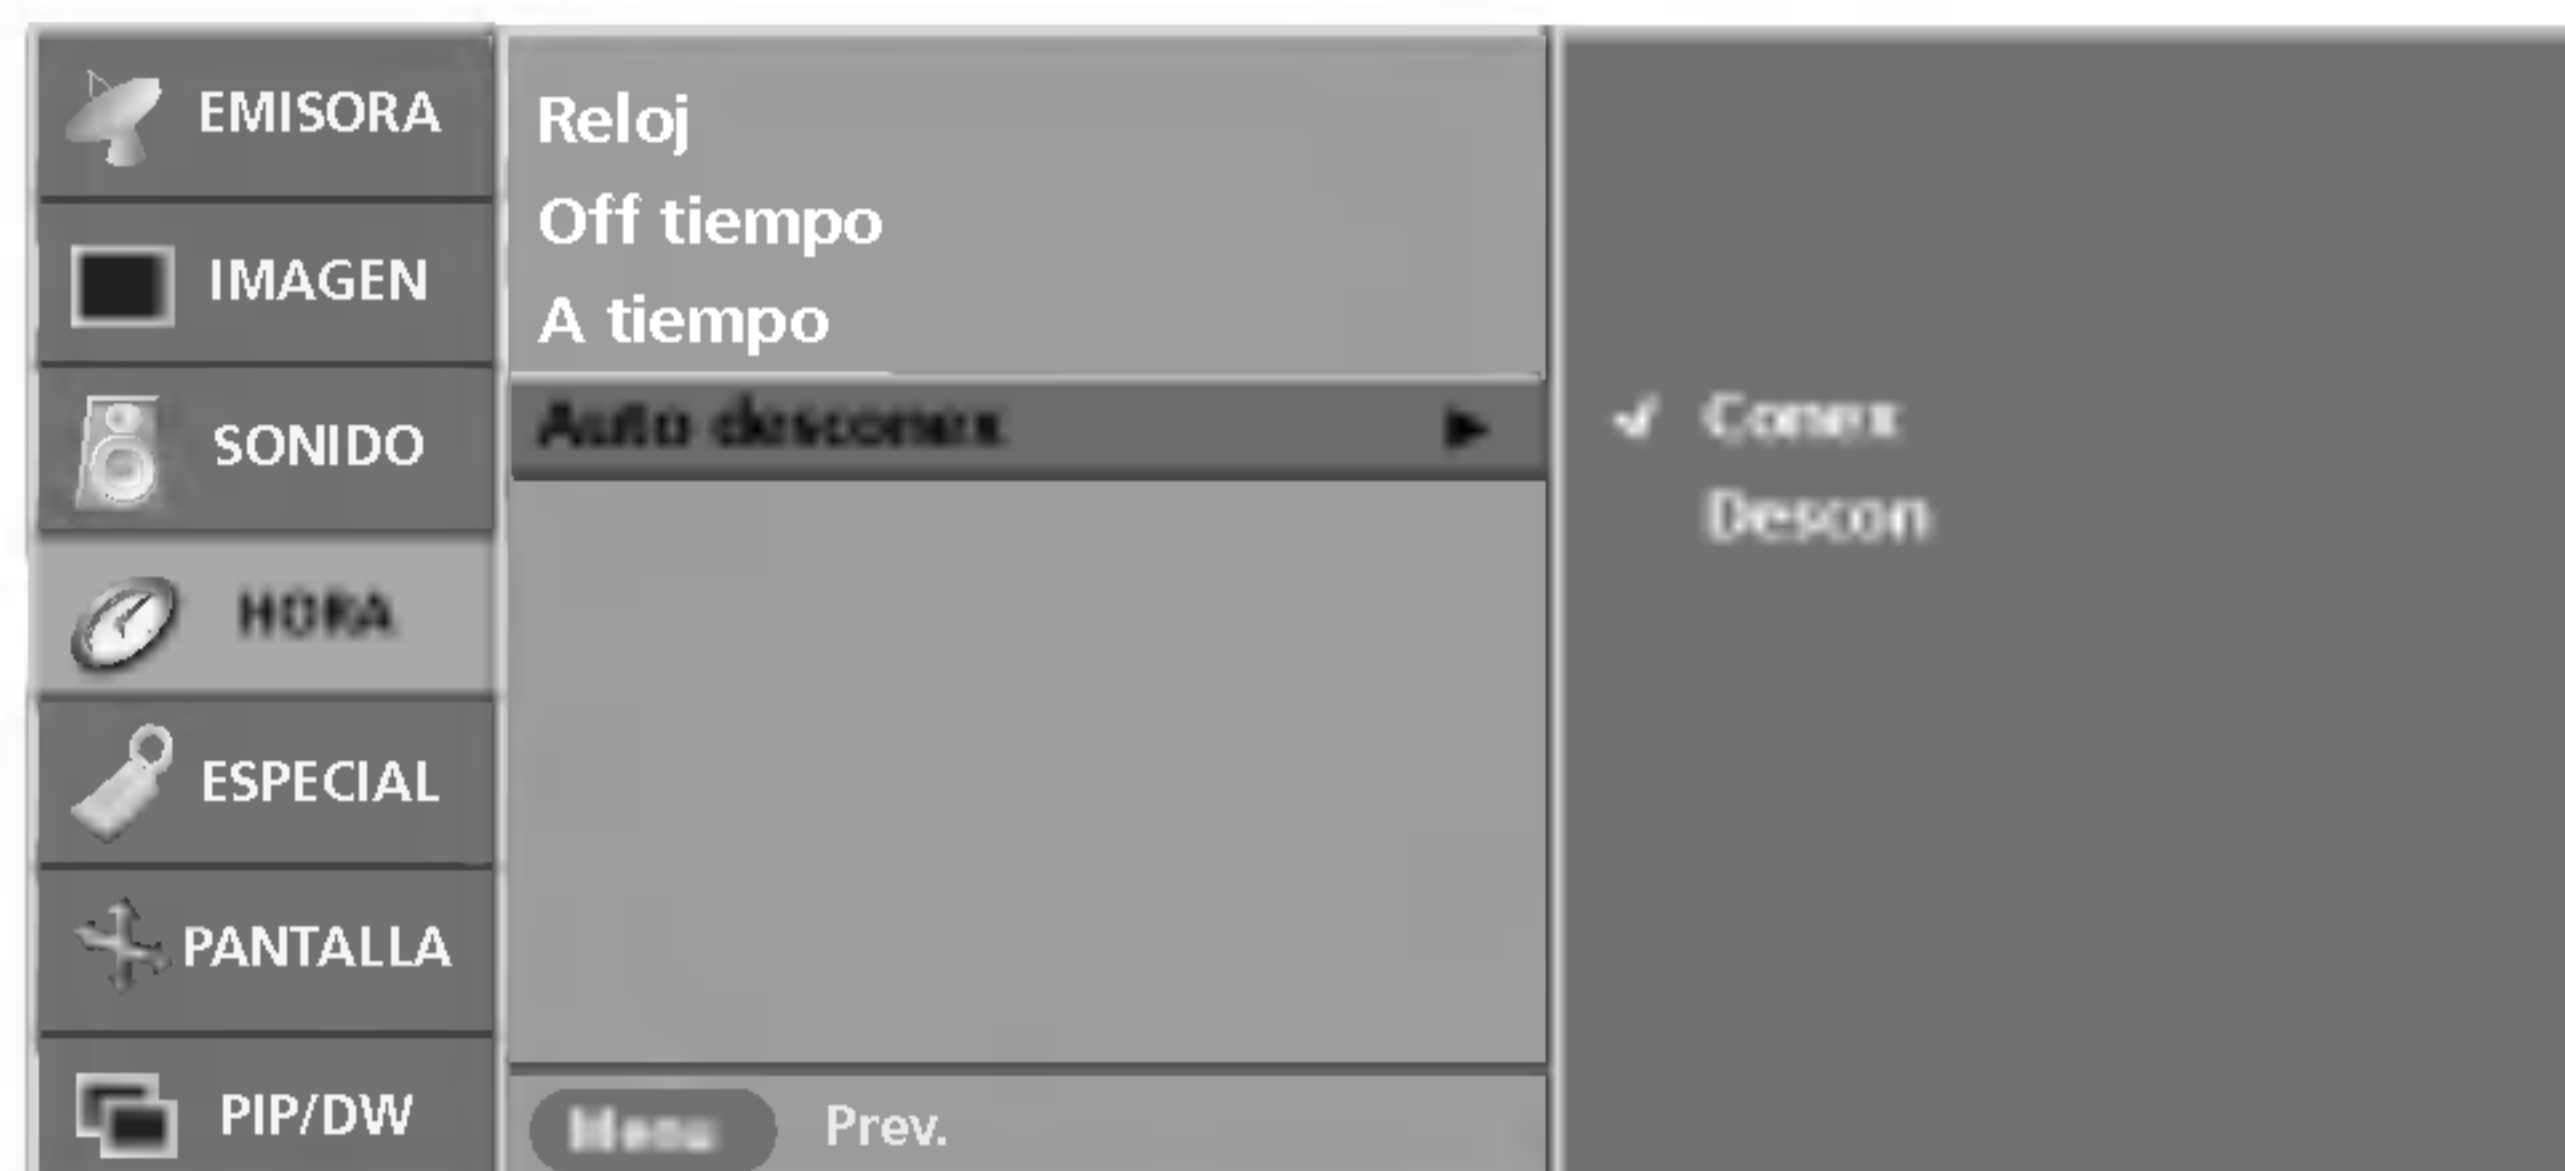 EMISORA
IMAGEN
SONIDO
HORA
ESPECIAL
PANTALLA
PIP/DW
Reloj
Off tiempo
A tiempo
Auto desconex
Menu Prev.
Conex
Descon